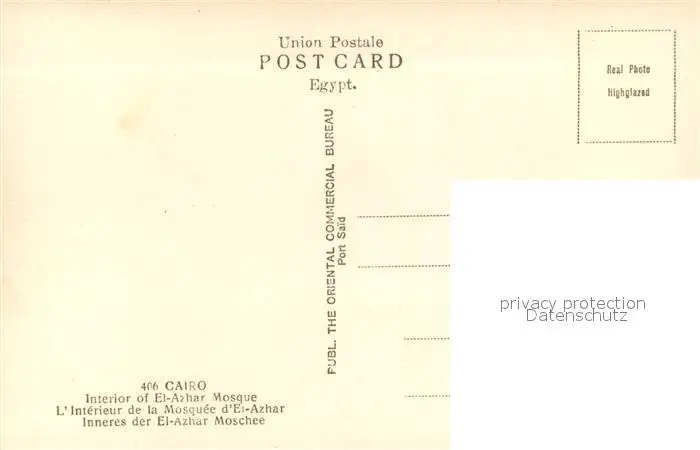 Union Postale
POST CARD
Egypt.
Real Photo
Highglazed
PUBL. THE ORIENTAL COMMERCIAL BUREAU
Port Saïd
privacy protection
Datenschutz
406 CAIRO
Interior of El-Azhar Mosque
L'Intérieur de la Mosquée d'El-Azhar
Inneres der El-Azhar Moschee